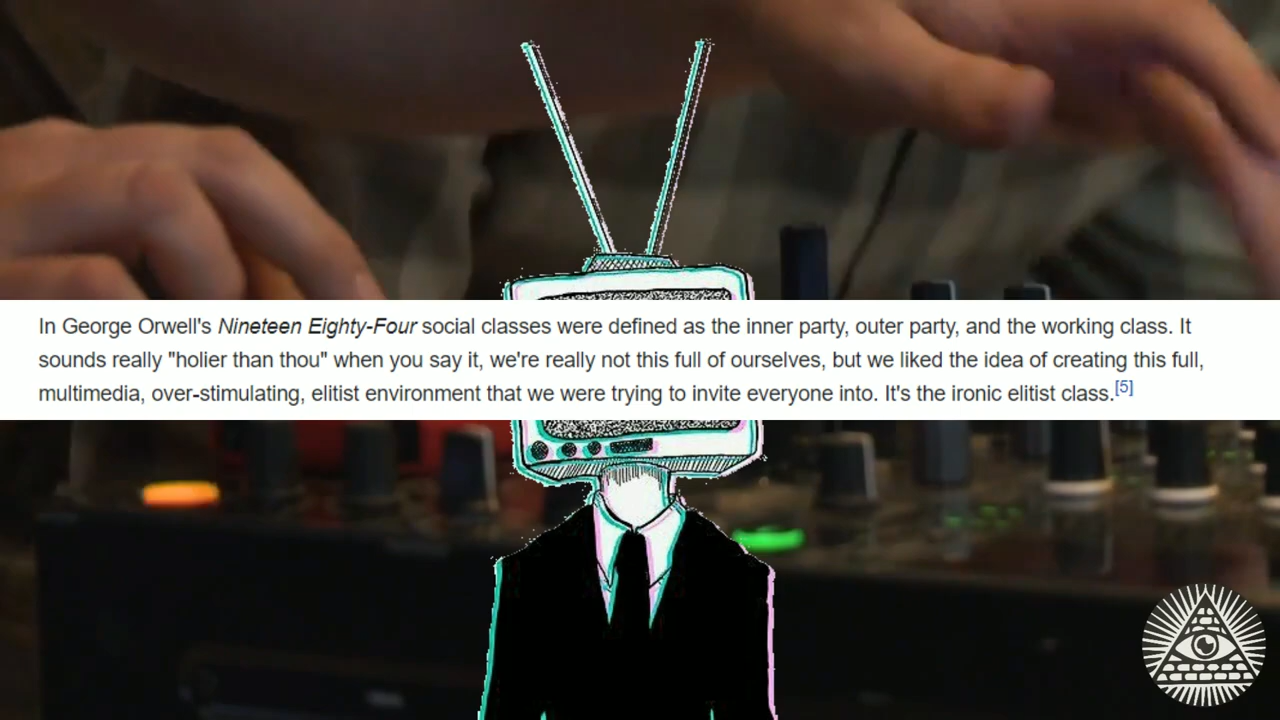 In George Orwell's Nineteen Eighty-Four social classes were defined as the inner party, outer party, and the working class. It
sounds really "holier than thou" when you say it, we're really not this full of ourselves, but we liked the idea of creating this full,
multimedia, over-stimulating, elitist environment that we were trying to invite everyone into. It's the ironic elitist class.[5]